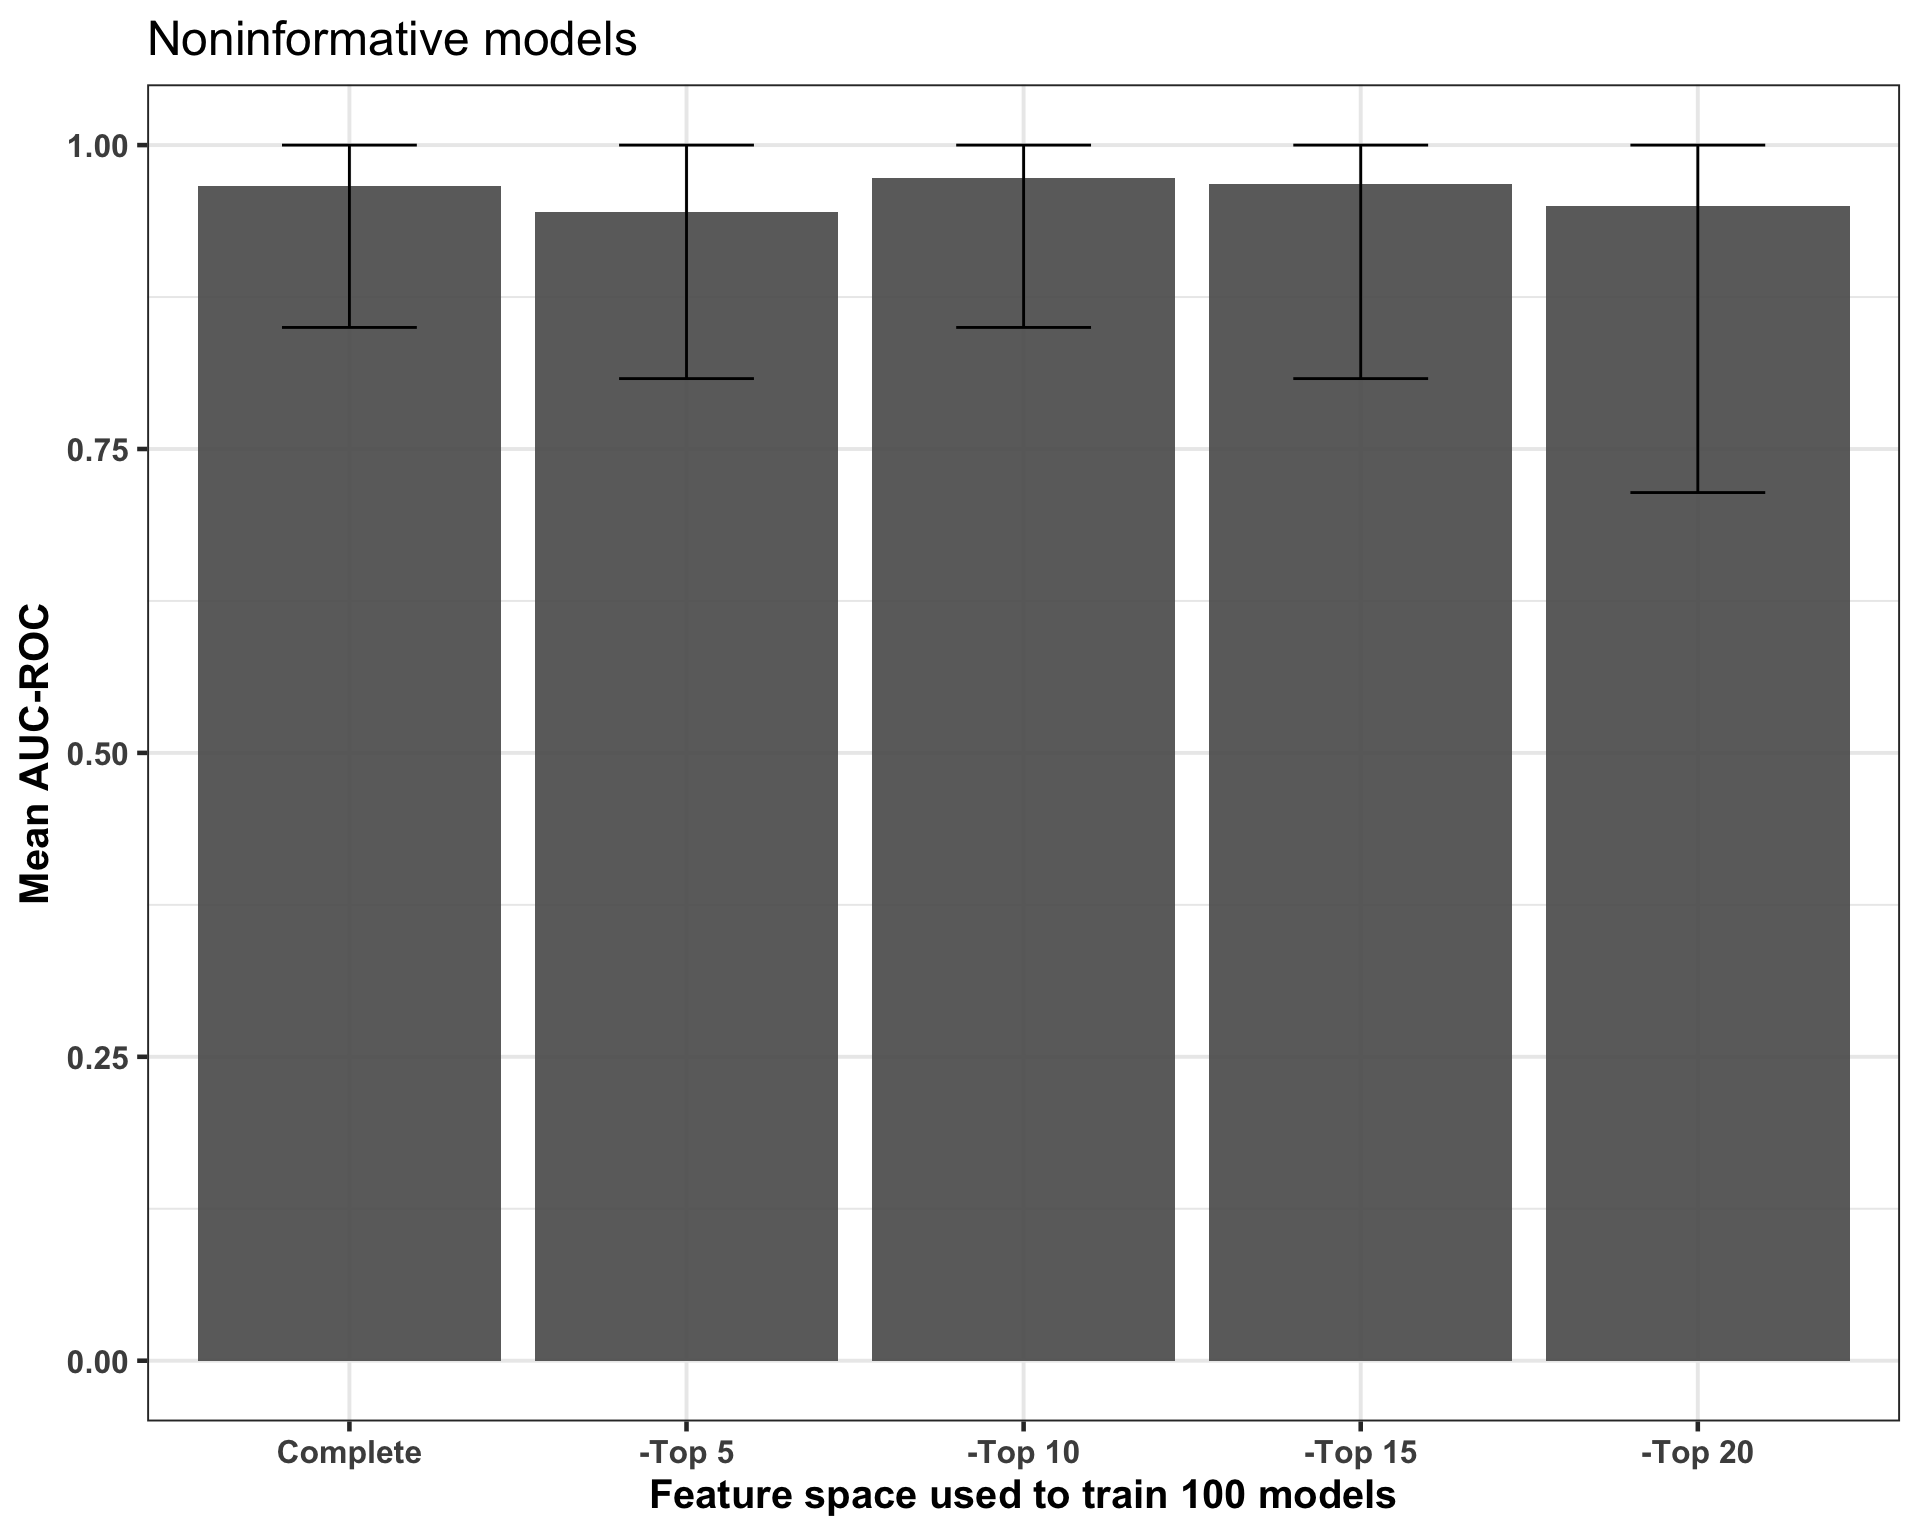 Noninformative models
1.00
0.75
0.50
0.25
0.00
Mean AUC-ROC
Complete
-Top 5
-Top 10
-Top 15
-Top 20
Feature space used to train 100 models